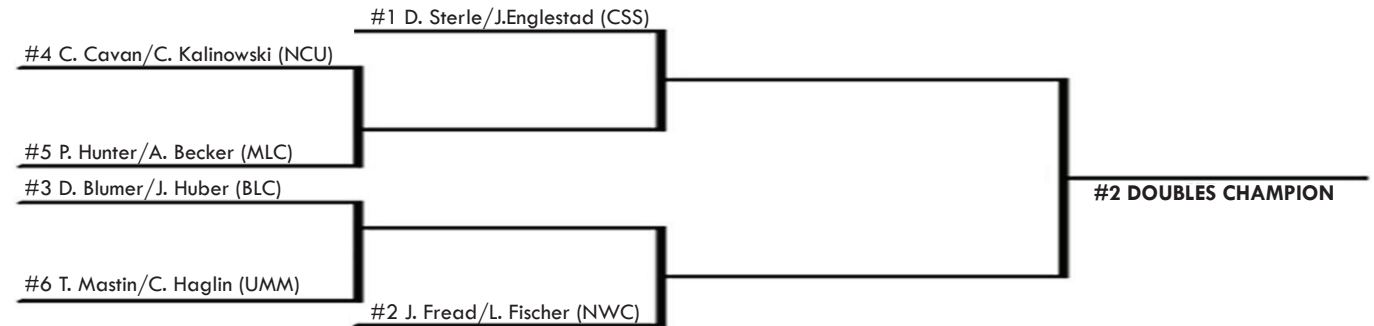 #1 D. Sterle/J.Englestad (CSS)
#4 C. Cavan/C. Kalinowski (NCU)
#5 P. Hunter/A. Becker (MLC)
#3 D. Blumer/J. Huber (BLC)
#2 DOUBLES CHAMPION
#6 T. Mastin/C. Haglin (UMM)
#2 J. Fread/L. Fischer (NWC)